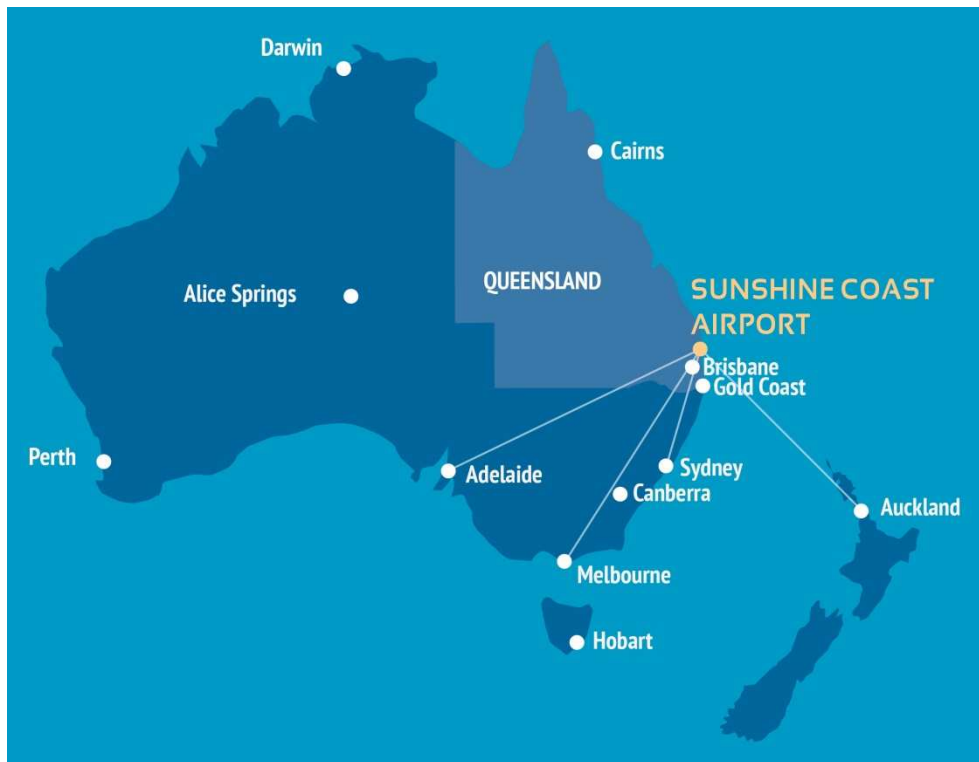 Darwin
Cairns
Alice Springs
QUEENSLAND
SUNSHINE COAST
AIRPORT
Brisbane
Gold Coast
Perth
Adelaide
Sydney
Canberra
Auckland
Melbourne
Hobart